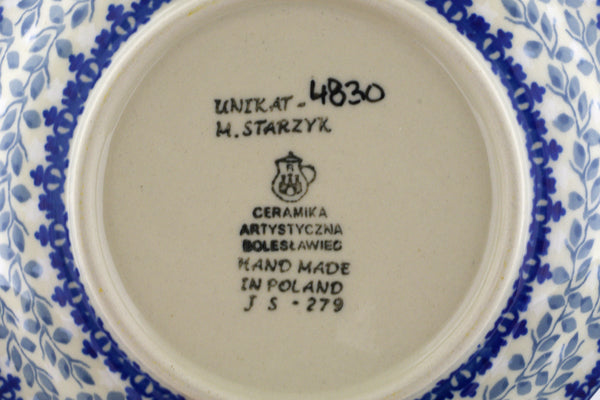 UNIKAT - 4830
M. STARZYK
CERAMIKA
ARTYSTYCZNA
BOLESŁAWIEC
HAND MADE
IN POLAND
J S - 279